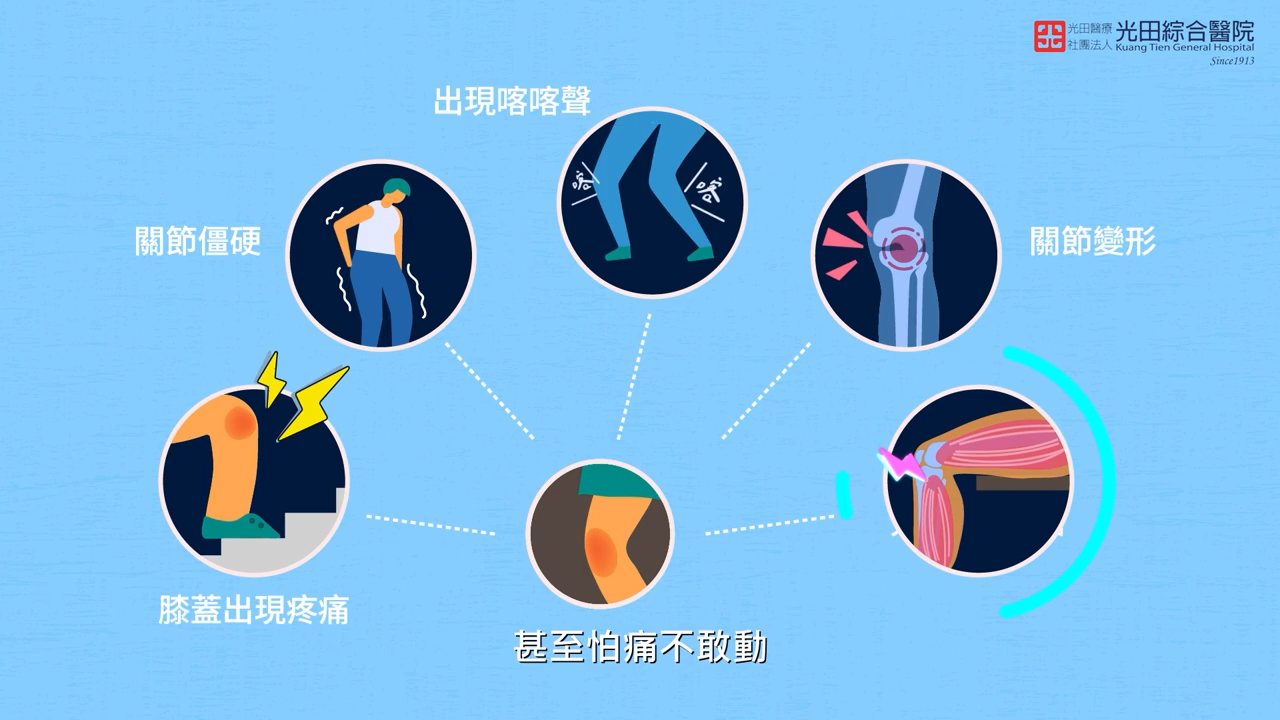 光田醫療
社團法人
光田綜合醫院
Kuang Tien General Hospital
Since1913
出現喀喀聲
喀
喀
關節僵硬
關節變形
膝蓋出現疼痛
甚至怕痛不敢動